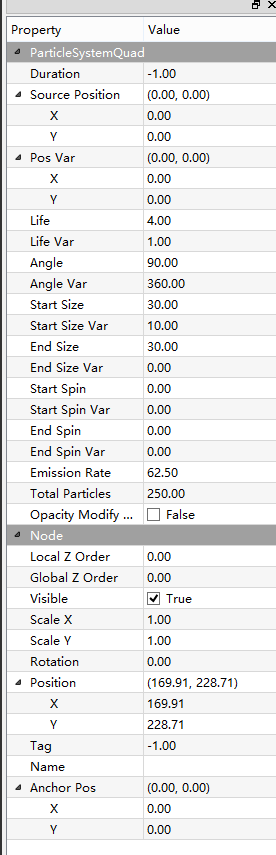 Property Value
ParticleSystemQuad
Duration -1.00
Source Position (0.00, 0.00)
X 0.00
Y 0.00
Pos Var (0.00, 0.00)
X 0.00
Y 0.00
Life 4.00
Life Var 1.00
Angle 90.00
Angle Var 360.00
Start Size 30.00
Start Size Var 10.00
End Size 30.00
End Size Var 0.00
Start Spin 0.00
Start Spin Var 0.00
End Spin 0.00
End Spin Var 0.00
Emission Rate 62.50
Total Particles 250.00
Opacity Modify ... False
Node
Local Z Order 0.00
Global Z Order 0.00
Visible True
Scale X 1.00
Scale Y 1.00
Rotation 0.00
Position (169.91, 228.71)
X 169.91
Y 228.71
Tag -1.00
Name
Anchor Pos (0.00, 0.00)
X 0.00
Y 0.00